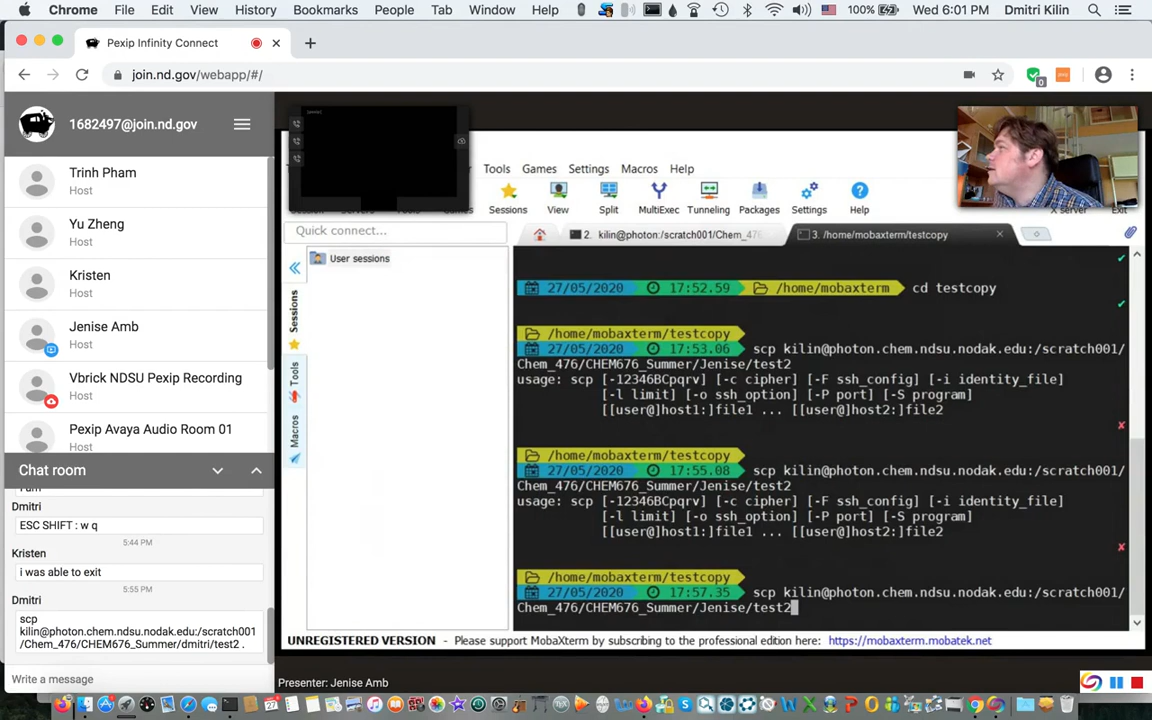 Chrome File Edit View History Bookmarks People Tab Window Help 100% Wed 6:01 PM Dmitri Kilin
Pexip Infinity Connect
join.nd.gov/webapp/#/
0
1682497@join.nd.gov
Trinh Pham
Host
Yu Zheng
Host
Kristen
Host
Jenise Amb
Host
Vbrick NDSU Pexip Recording
Host
Pexip Avaya Audio Room 01
Host
Chat room
Dmitri
ESC SHIFT : w q
5:44 PM
Kristen
i was able to exit
5:55 PM
Dmitri
scp
kilin@photon.chem.ndsu.nodak.edu:/scratch001
/Chem_476/CHEM676_Summer/dmitri/test2 .
Write a message
Tools Games Settings Macros Help
Sessions View Split MultiExec Tunneling Packages Settings Help
X server Exit
Quick connect...
2. kilin@photon:/scratch001/Chem_476
3. /home/mobaxterm/testcopy
User sessions
Sessions
Tools
Macros
27/05/2020 17:52.59 /home/mobaxterm cd testcopy
/home/mobaxterm/testcopy
27/05/2020 17:53.06 scp kilin@photon.chem.ndsu.nodak.edu:/scratch001/
Chem_476/CHEM676_Summer/Jenise/test2
usage: scp [-12346BCpqrv] [-c cipher] [-F ssh_config] [-i identity_file]
[-l limit] [-o ssh_option] [-P port] [-S program]
[[user@]host1:]file1 ... [[user@]host2:]file2
/home/mobaxterm/testcopy
27/05/2020 17:55.08 scp kilin@photon.chem.ndsu.nodak.edu:/scratch001/
Chem_476/CHEM676_Summer/Jenise/test2
usage: scp [-12346BCpqrv] [-c cipher] [-F ssh_config] [-i identity_file]
[-l limit] [-o ssh_option] [-P port] [-S program]
[[user@]host1:]file1 ... [[user@]host2:]file2
/home/mobaxterm/testcopy
27/05/2020 17:57.35 scp kilin@photon.chem.ndsu.nodak.edu:/scratch001/
Chem_476/CHEM676_Summer/Jenise/test2
UNREGISTERED VERSION - Please support MobaXterm by subscribing to the professional edition here: https://mobaxterm.mobatek.net
Presenter: Jenise Amb